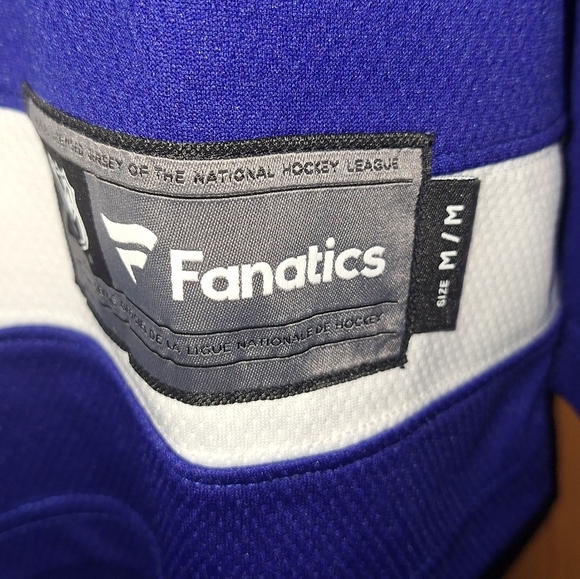 JERSEY OF THE NATIONAL HOCKEY LEAGUE
Fanatics
DE LA LIGUE NATIONALE DE HOCKEY
SIZE M / M